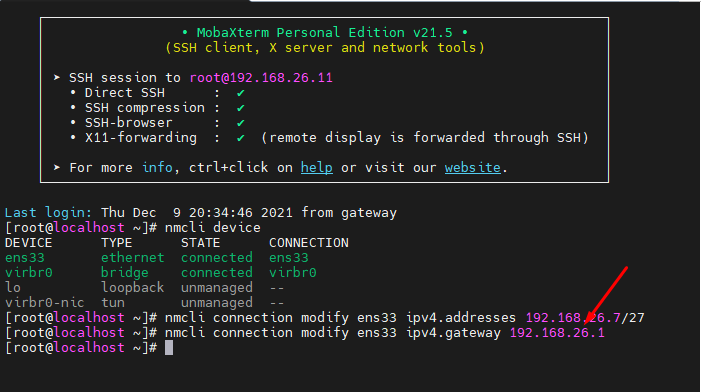 • MobaXterm Personal Edition v21.5 •
(SSH client, X server and network tools)
➤ SSH session to root@192.168.26.11
• Direct SSH : ✔
• SSH compression : ✔
• SSH-browser : ✔
• X11-forwarding : ✔ (remote display is forwarded through SSH)
➤ For more info, ctrl+click on help or visit our website.
Last login: Thu Dec 9 20:34:46 2021 from gateway
[root@localhost ~]# nmcli device
DEVICE TYPE STATE CONNECTION
ens33 ethernet connected ens33
virbr0 bridge connected virbr0
lo loopback unmanaged --
virbr0-nic tun unmanaged --
[root@localhost ~]# nmcli connection modify ens33 ipv4.addresses 192.168.26.7/27
[root@localhost ~]# nmcli connection modify ens33 ipv4.gateway 192.168.26.1
[root@localhost ~]#